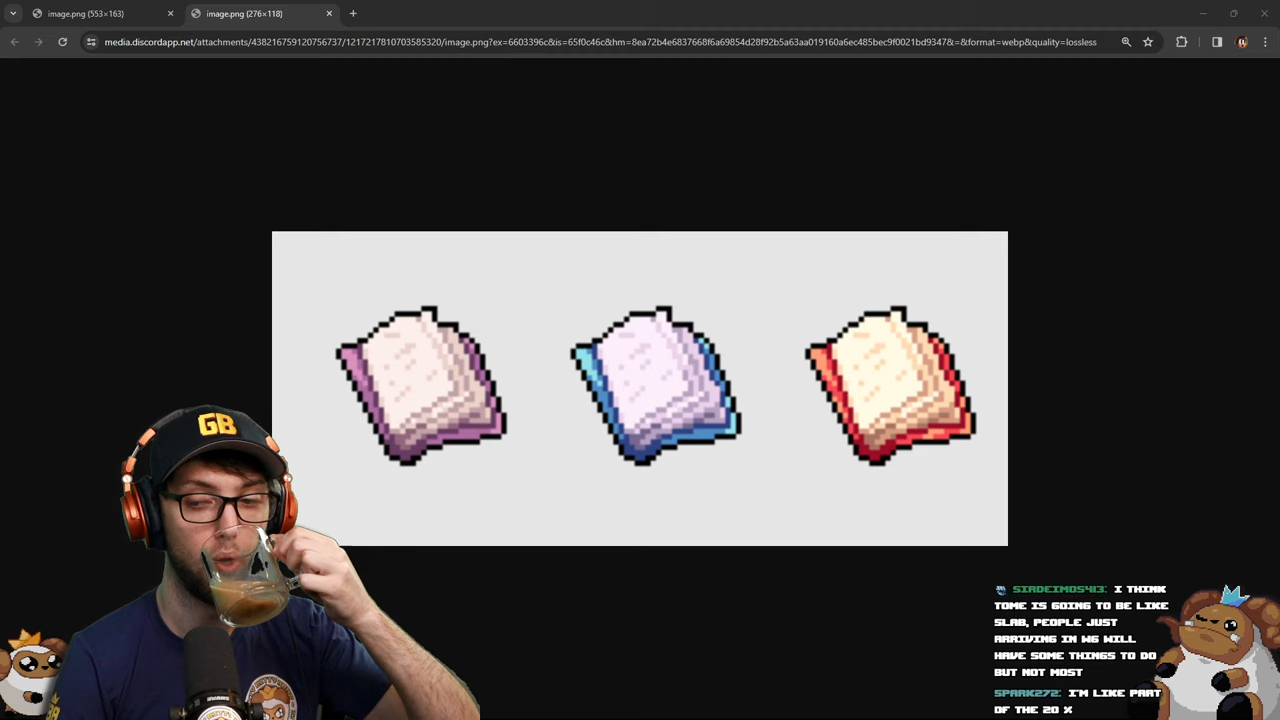 image.png (553×163)
image.png (276×118)
media.discordapp.net/attachments/438216759120756737/1217217810703585320/image.png?ex=6603396c&is=65f0c46c&hm=8ea72b4e6837668f6a69854d28f92b5a63aa019160a6ec485bec9f0021bd9347&=&format=webp&quality=lossless
GB
SIRDEIMOS413: I THINK
TOME IS GOING TO BE LIKE
SLAB, PEOPLE JUST
ARRIVING IN W6 WILL
HAVE SOME THINGS TO DO
BUT NOT MOST
SPARK272: I'M LIKE PART
OF THE 20 %